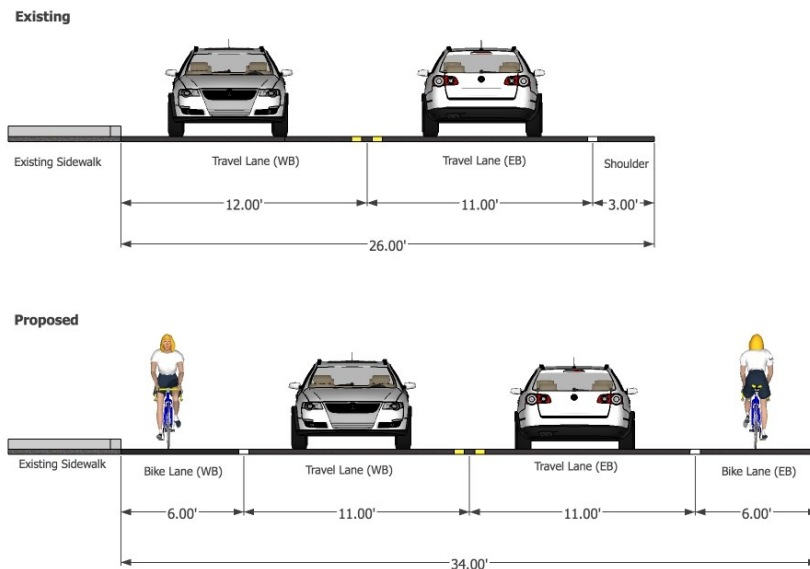 Existing
Existing Sidewalk
Travel Lane (WB)
Travel Lane (EB)
Shoulder
12.00'
11.00'
3.00'
26.00'
Proposed
Existing Sidewalk
Bike Lane (WB)
Travel Lane (WB)
Travel Lane (EB)
Bike Lane (EB)
6.00'
11.00'
11.00'
6.00'
34.00'